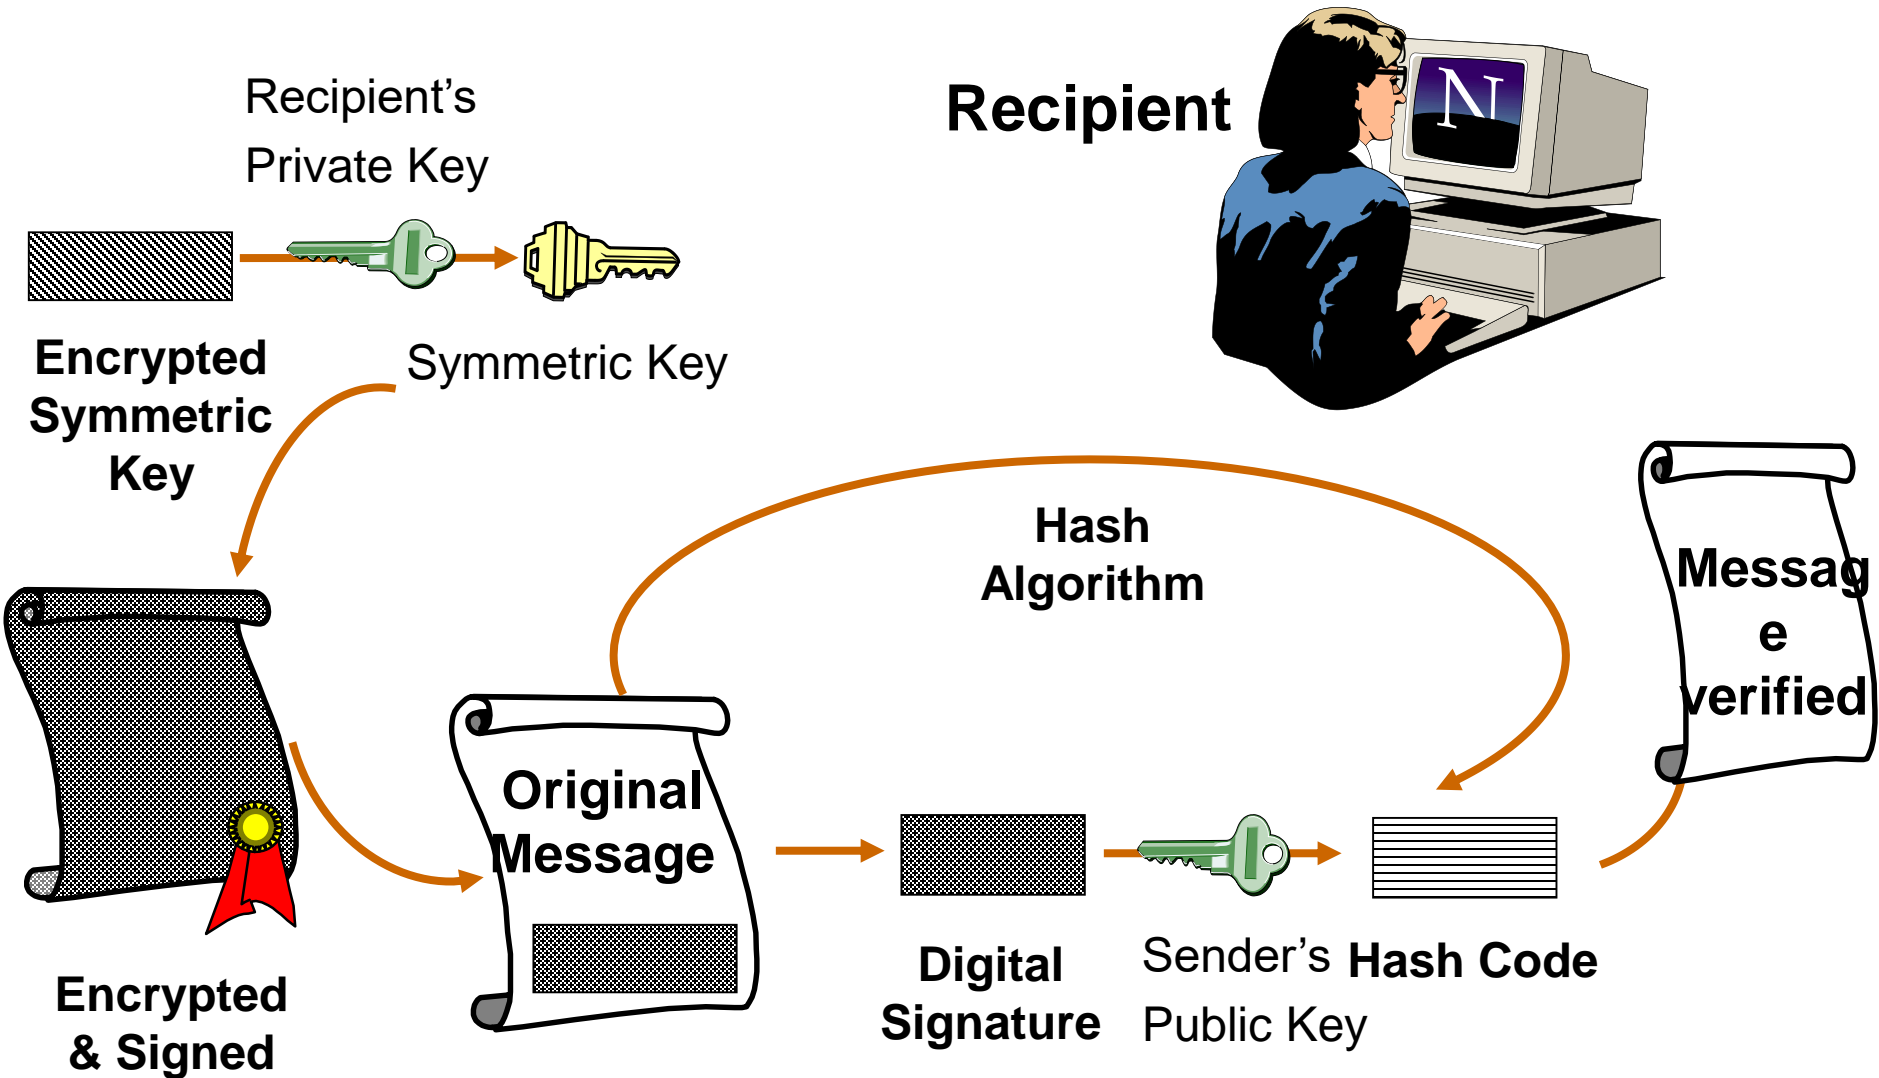 Recipient's
Private Key
Recipient
N
Encrypted
Symmetric
Key
Symmetric Key
Hash
Algorithm
Messag
e
verified
Original
Message
Encrypted
& Signed
Digital
Signature
Sender's
Public Key
Hash Code